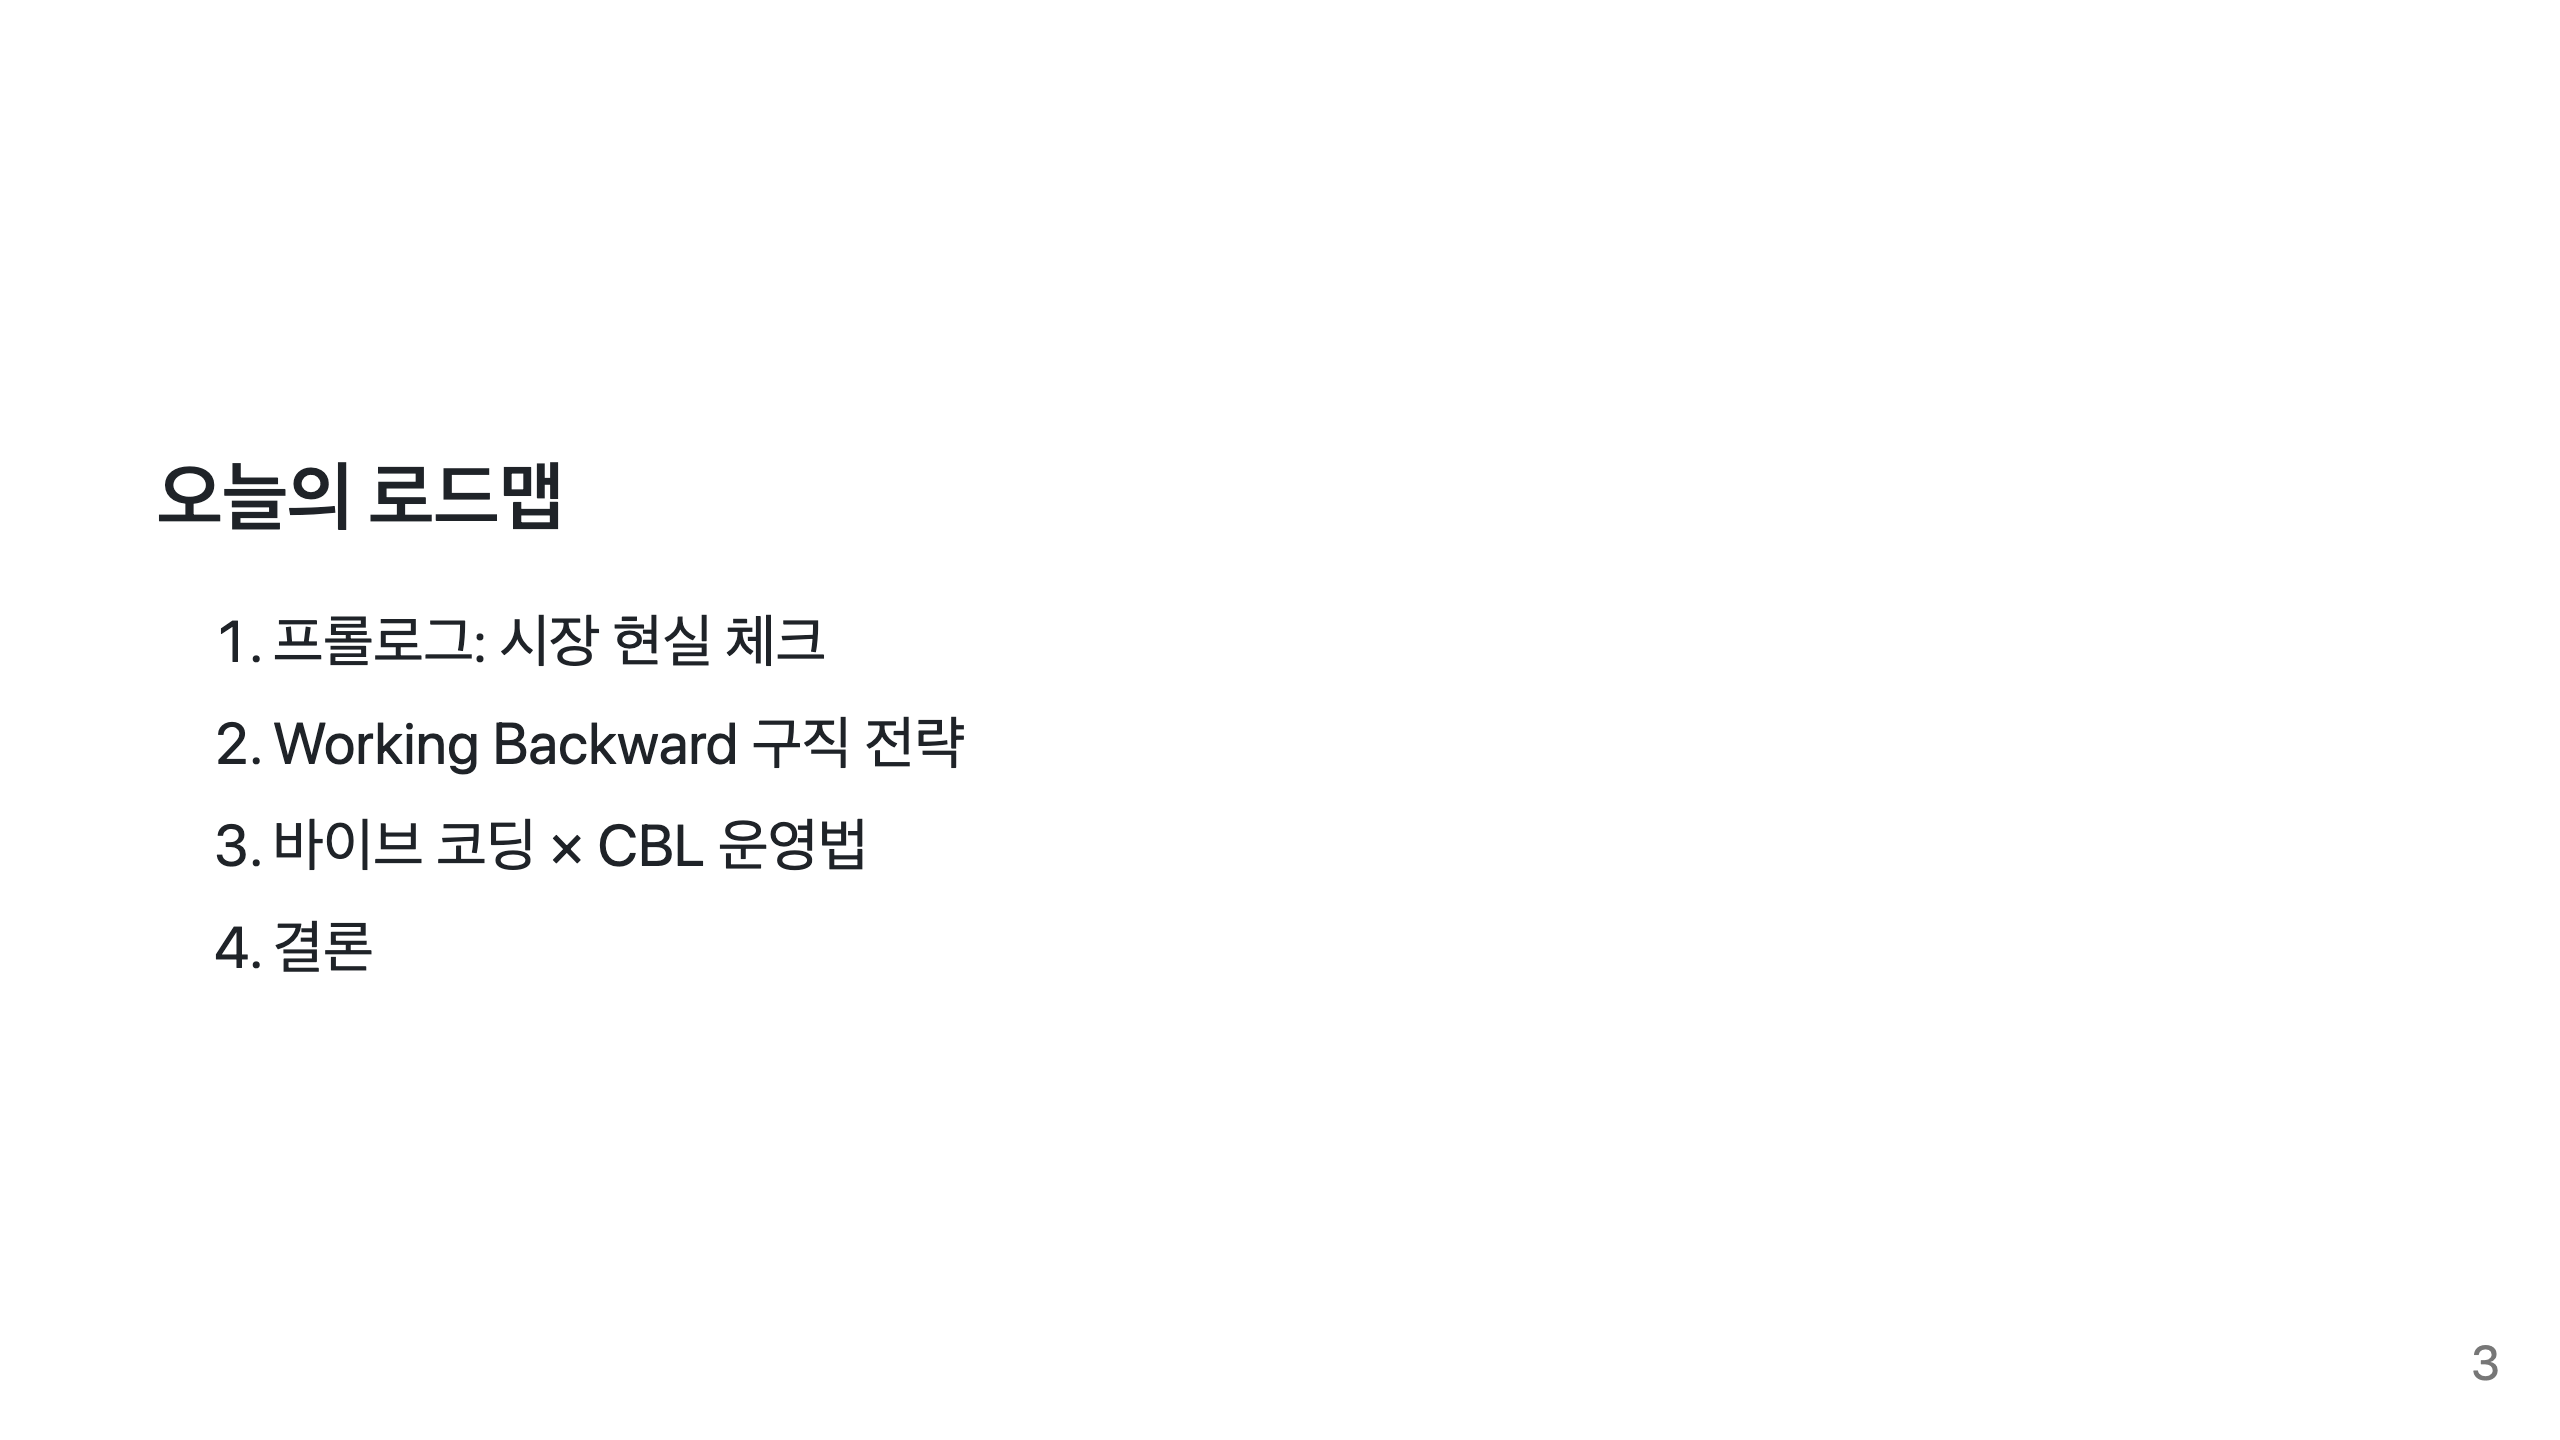 오늘의 로드맵
1. 프롤로그: 시장 현실 체크
2. Working Backward 구직 전략
3. 바이브 코딩 × CBL 운영법
4. 결론
3